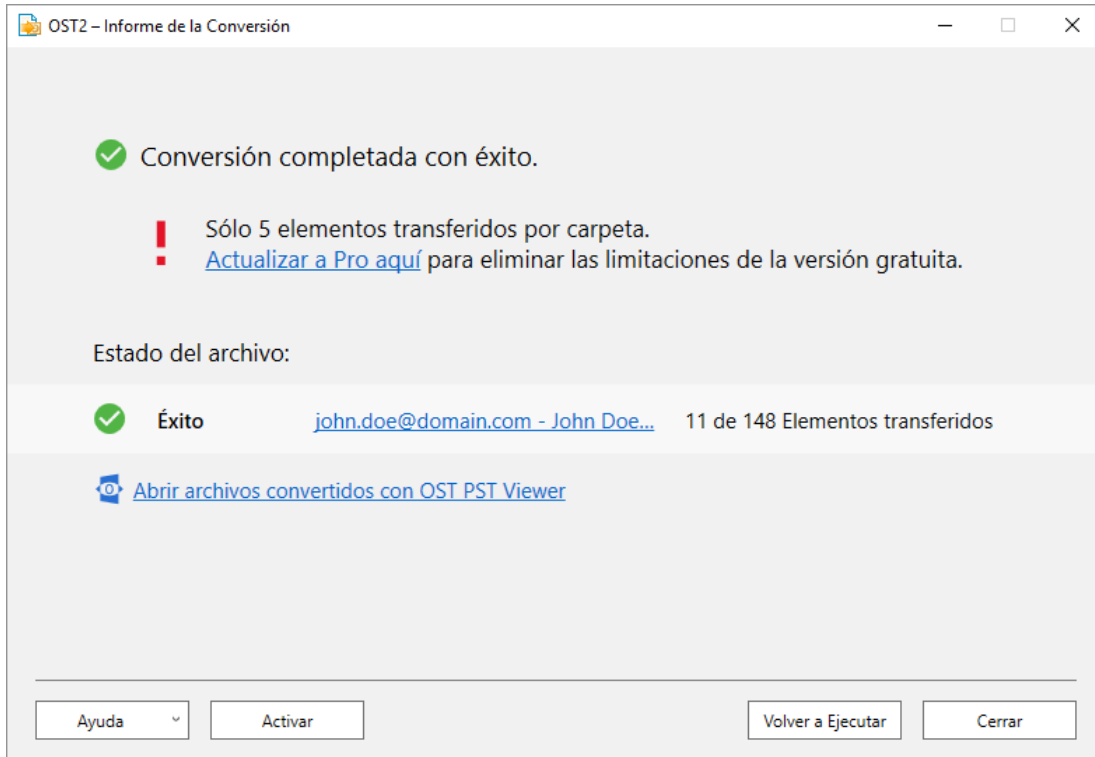 OST2 – Informe de la Conversión
Conversión completada con éxito.
Sólo 5 elementos transferidos por carpeta.
Actualizar a Pro aquí para eliminar las limitaciones de la versión gratuita.
Estado del archivo:
Éxito john.doe@domain.com - John Doe... 11 de 148 Elementos transferidos
Abrir archivos convertidos con OST PST Viewer
Ayuda Activar Volver a Ejecutar Cerrar